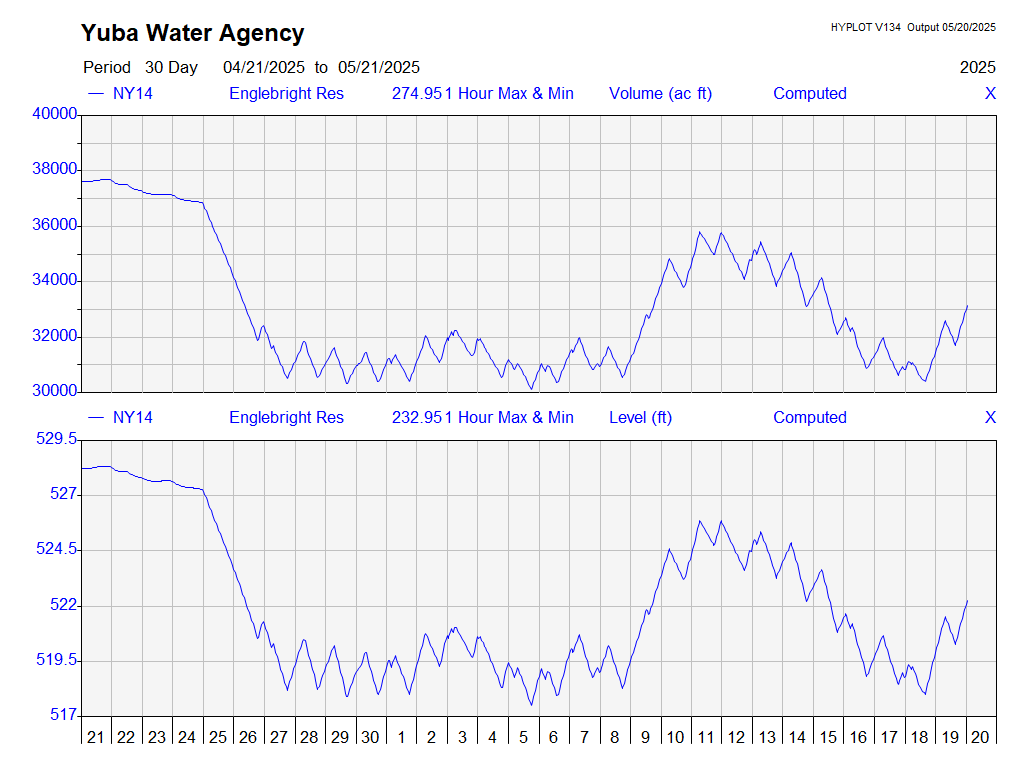 Yuba Water Agency
HYPLOT V134 Output 05/20/2025
Period 30 Day 04/21/2025 to 05/21/2025
2025
NY14 Englebright Res 274.951 Hour Max & Min Volume (ac ft) Computed X
40000
38000
36000
34000
32000
30000
NY14 Englebright Res 232.951 Hour Max & Min Level (ft) Computed X
529.5
527
524.5
522
519.5
517
21 22 23 24 25 26 27 28 29 30 1 2 3 4 5 6 7 8 9 10 11 12 13 14 15 16 17 18 19 20